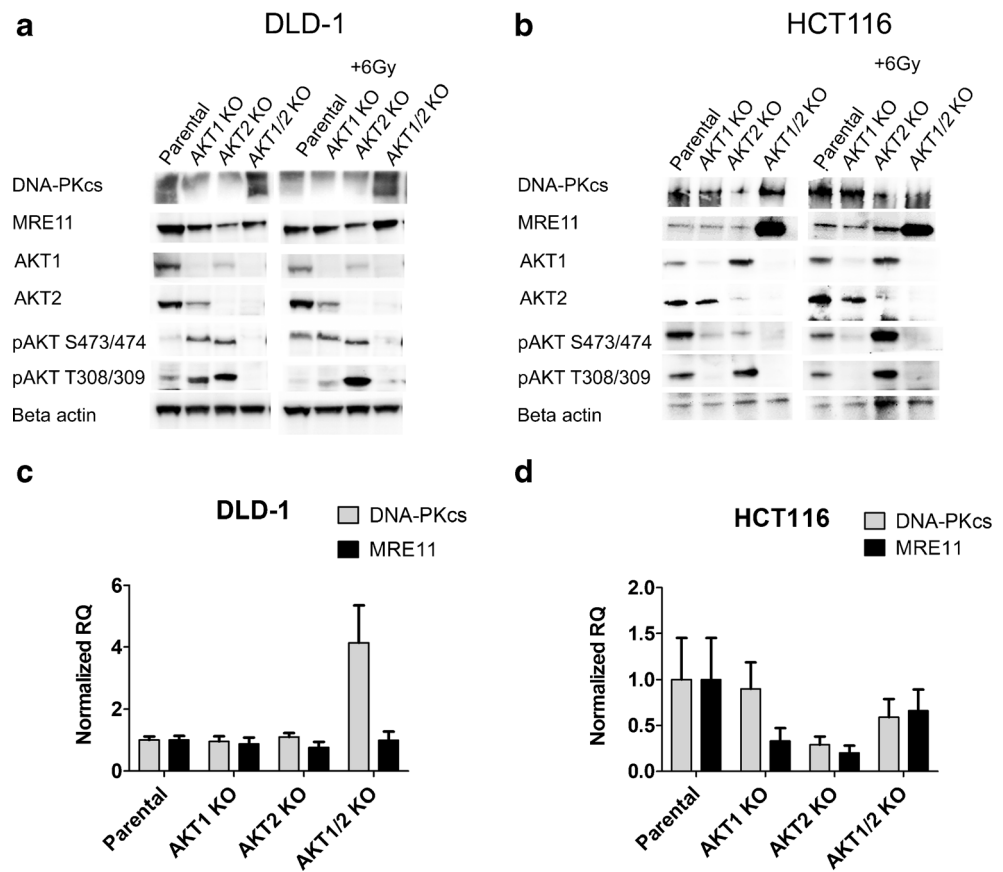 a
DLD-1
+6Gy
Parental
AKT1 KO
AKT2 KO
AKT1/2 KO
Parental
AKT1 KO
AKT2 KO
AKT1/2 KO
DNA-PKcs
MRE11
AKT1
AKT2
pAKT S473/474
pAKT T308/309
Beta actin
b
HCT116
+6Gy
Parental
AKT1 KO
AKT2 KO
AKT1/2 KO
Parental
AKT1 KO
AKT2 KO
AKT1/2 KO
DNA-PKcs
MRE11
AKT1
AKT2
pAKT S473/474
pAKT T308/309
Beta actin
c
DLD-1
DNA-PKcs
MRE11
Normalized RQ
6
4
2
0
Parental
AKT1 KO
AKT2 KO
AKT1/2 KO
d
HCT116
DNA-PKcs
MRE11
Normalized RQ
2.0
1.5
1.0
0.5
0.0
Parental
AKT1 KO
AKT2 KO
AKT1/2 KO